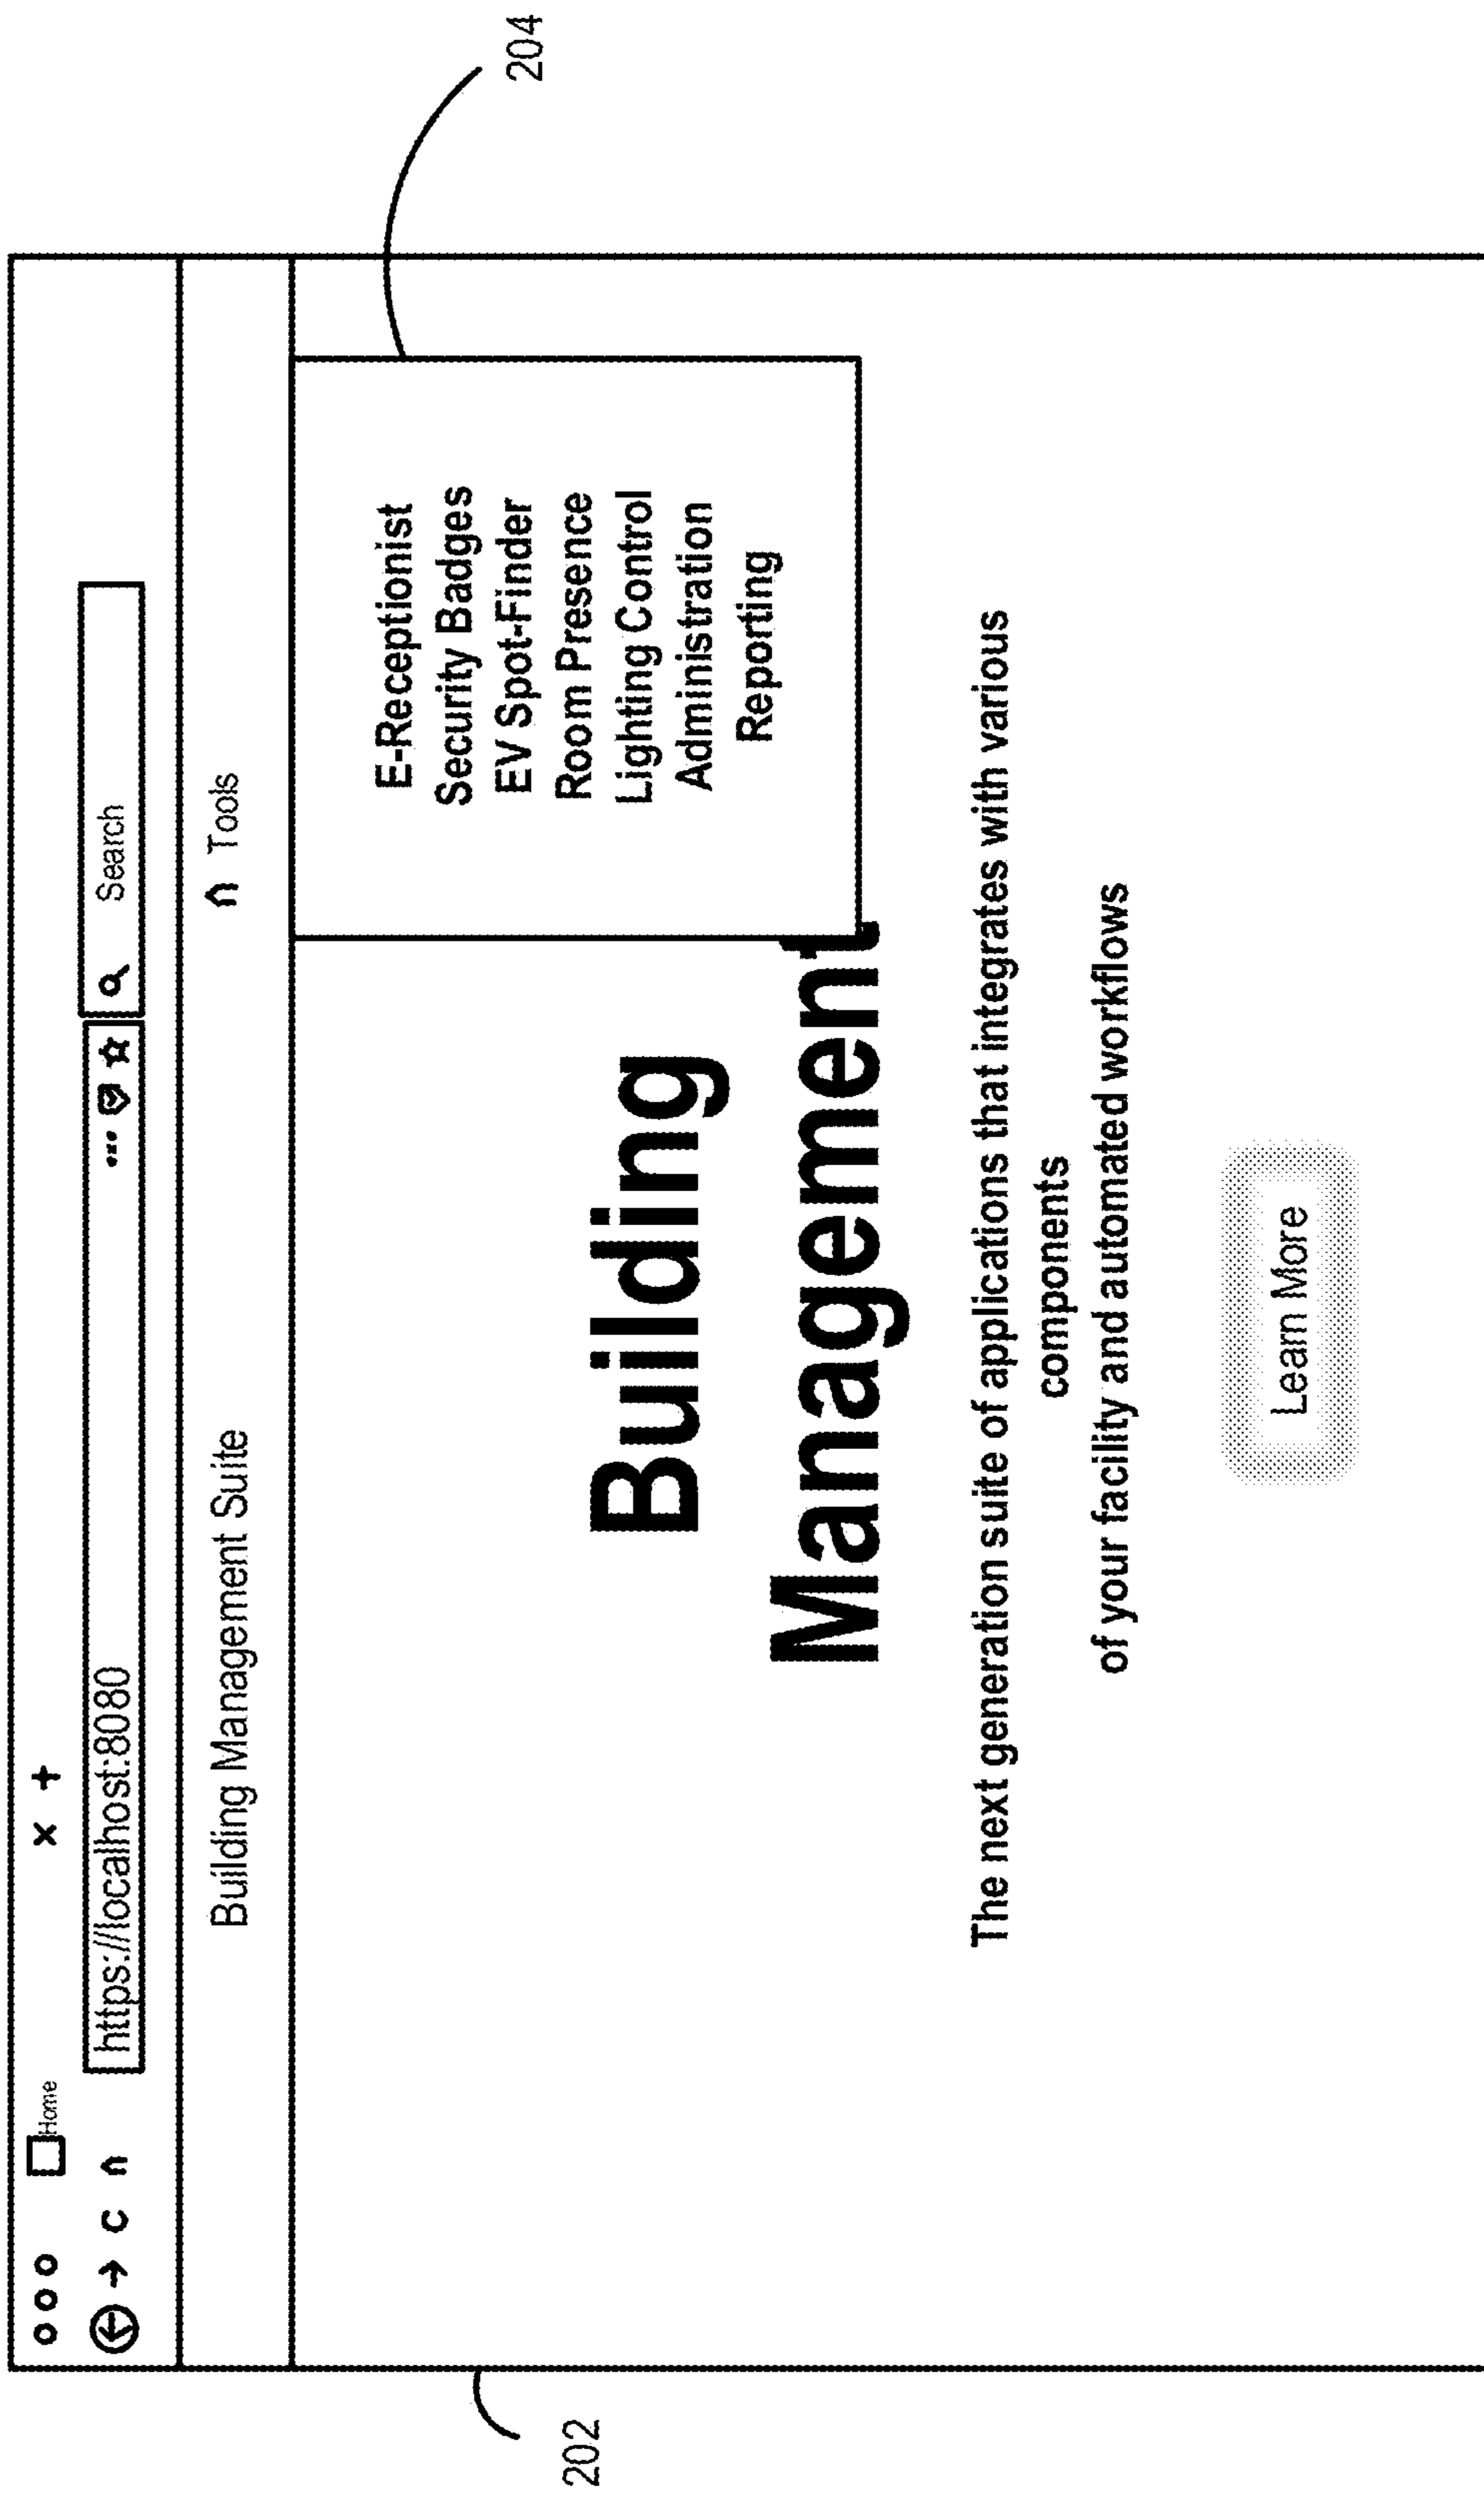 Home × +
https://localhost:8080
Search
Building Management Suite
Tools
204
E-Receptionist
Security Badges
EV Spot-Finder
Room Presence
Lighting Control
Administration
Reporting
202
Building
Management
The next generation suite of applications that integrates with various
components
of your facility and automated workflows
Learn More